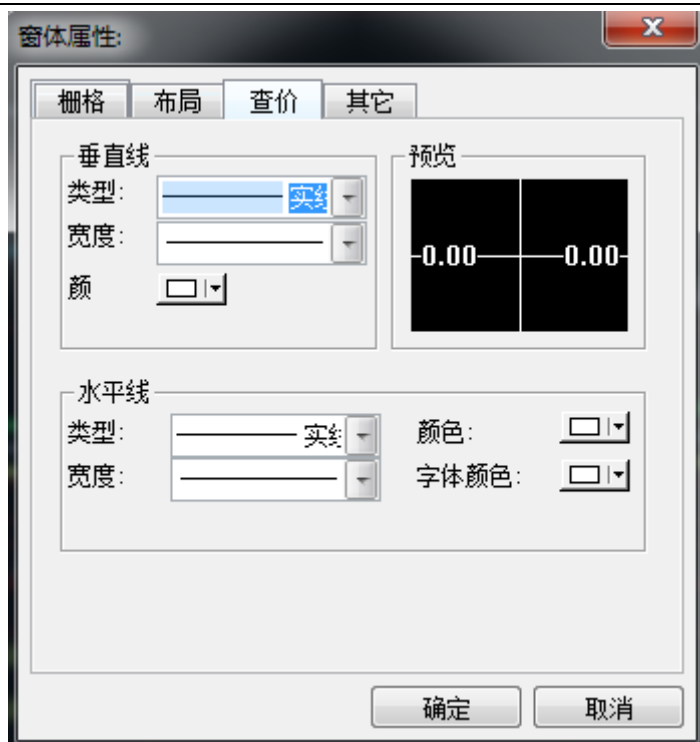 窗体属性:
栅格 布局 查价 其它
垂直线
类型: 实
宽度:
颜
预览
0.00 0.00
水平线
类型: 实
宽度:
颜色:
字体颜色:
确定 取消